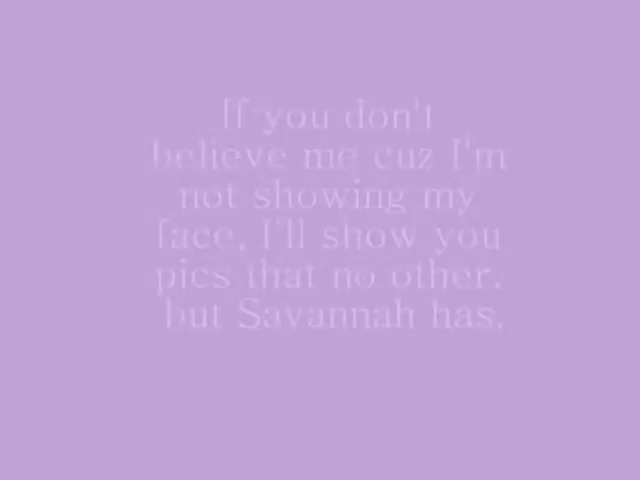 If you don't
believe me cuz I'm
not showing my
face, I'll show you
pics that no other,
but Savannah has.